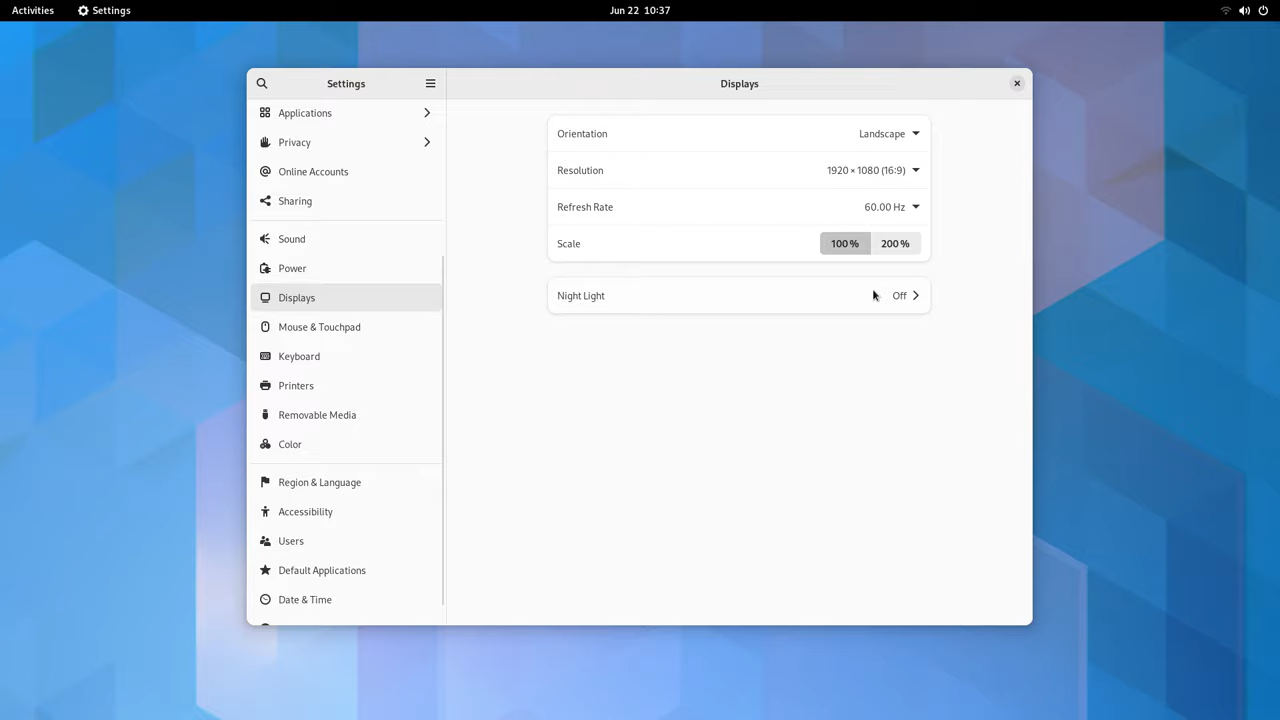 Activities
Settings
Jun 22 10:37
Settings
Displays
Applications
Privacy
Online Accounts
Sharing
Sound
Power
Displays
Mouse & Touchpad
Keyboard
Printers
Removable Media
Color
Region & Language
Accessibility
Users
Default Applications
Date & Time
Orientation Landscape
Resolution 1920 × 1080 (16:9)
Refresh Rate 60.00 Hz
Scale 100 % 200 %
Night Light Off